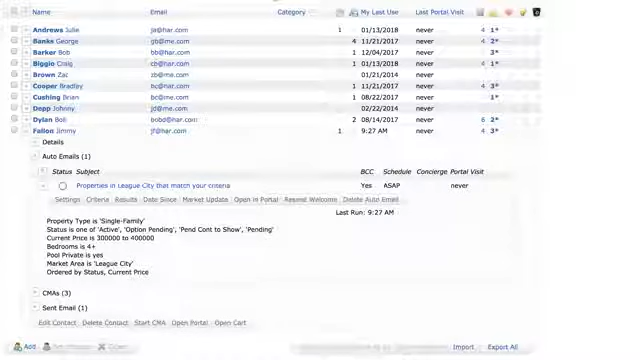 Name Email Category My Last Use Last Portal Visit
Andrews Julie ja@har.com 1 01/13/2018 never 4 1*
Banks George gb@me.com 4 11/21/2017 never 4 2*
Barker Bob bb@har.com 1 12/04/2017 never 3*
Biggio Craig cb@har.com 01/13/2018 never 4 1*
Brown Zac zb@me.com 01/21/2014 never
Cooper Bradley bc@har.com 1 11/21/2017 never 4 3*
Cushing Brian bc@me.com 1 08/22/2017 never 1*
Depp Johnny jd@me.com 02/22/2014 never
Dylan Bob bobd@har.com 2 08/14/2017 never 6 2*
Fallon Jimmy jf@har.com 1 9:27 AM never 4 3*
Details
Auto Emails (1)
Status Subject BCC Schedule Concierge Portal Visit
Properties in League City that match your criteria Yes ASAP never
Settings Criteria Results Date Since Market Update Open in Portal Resend Welcome Delete Auto Email
Last Run: 9:27 AM
Property Type is 'Single-Family'
Status is one of 'Active', 'Option Pending', 'Pend Cont to Show', 'Pending'
Current Price is 300000 to 400000
Bedrooms is 4+
Pool Private is yes
Market Area is 'League City'
Ordered by Status, Current Price
CMAs (3)
Sent Email (1)
Edit Contact Delete Contact Start CMA Open Portal Open Cart
Add Import Export All